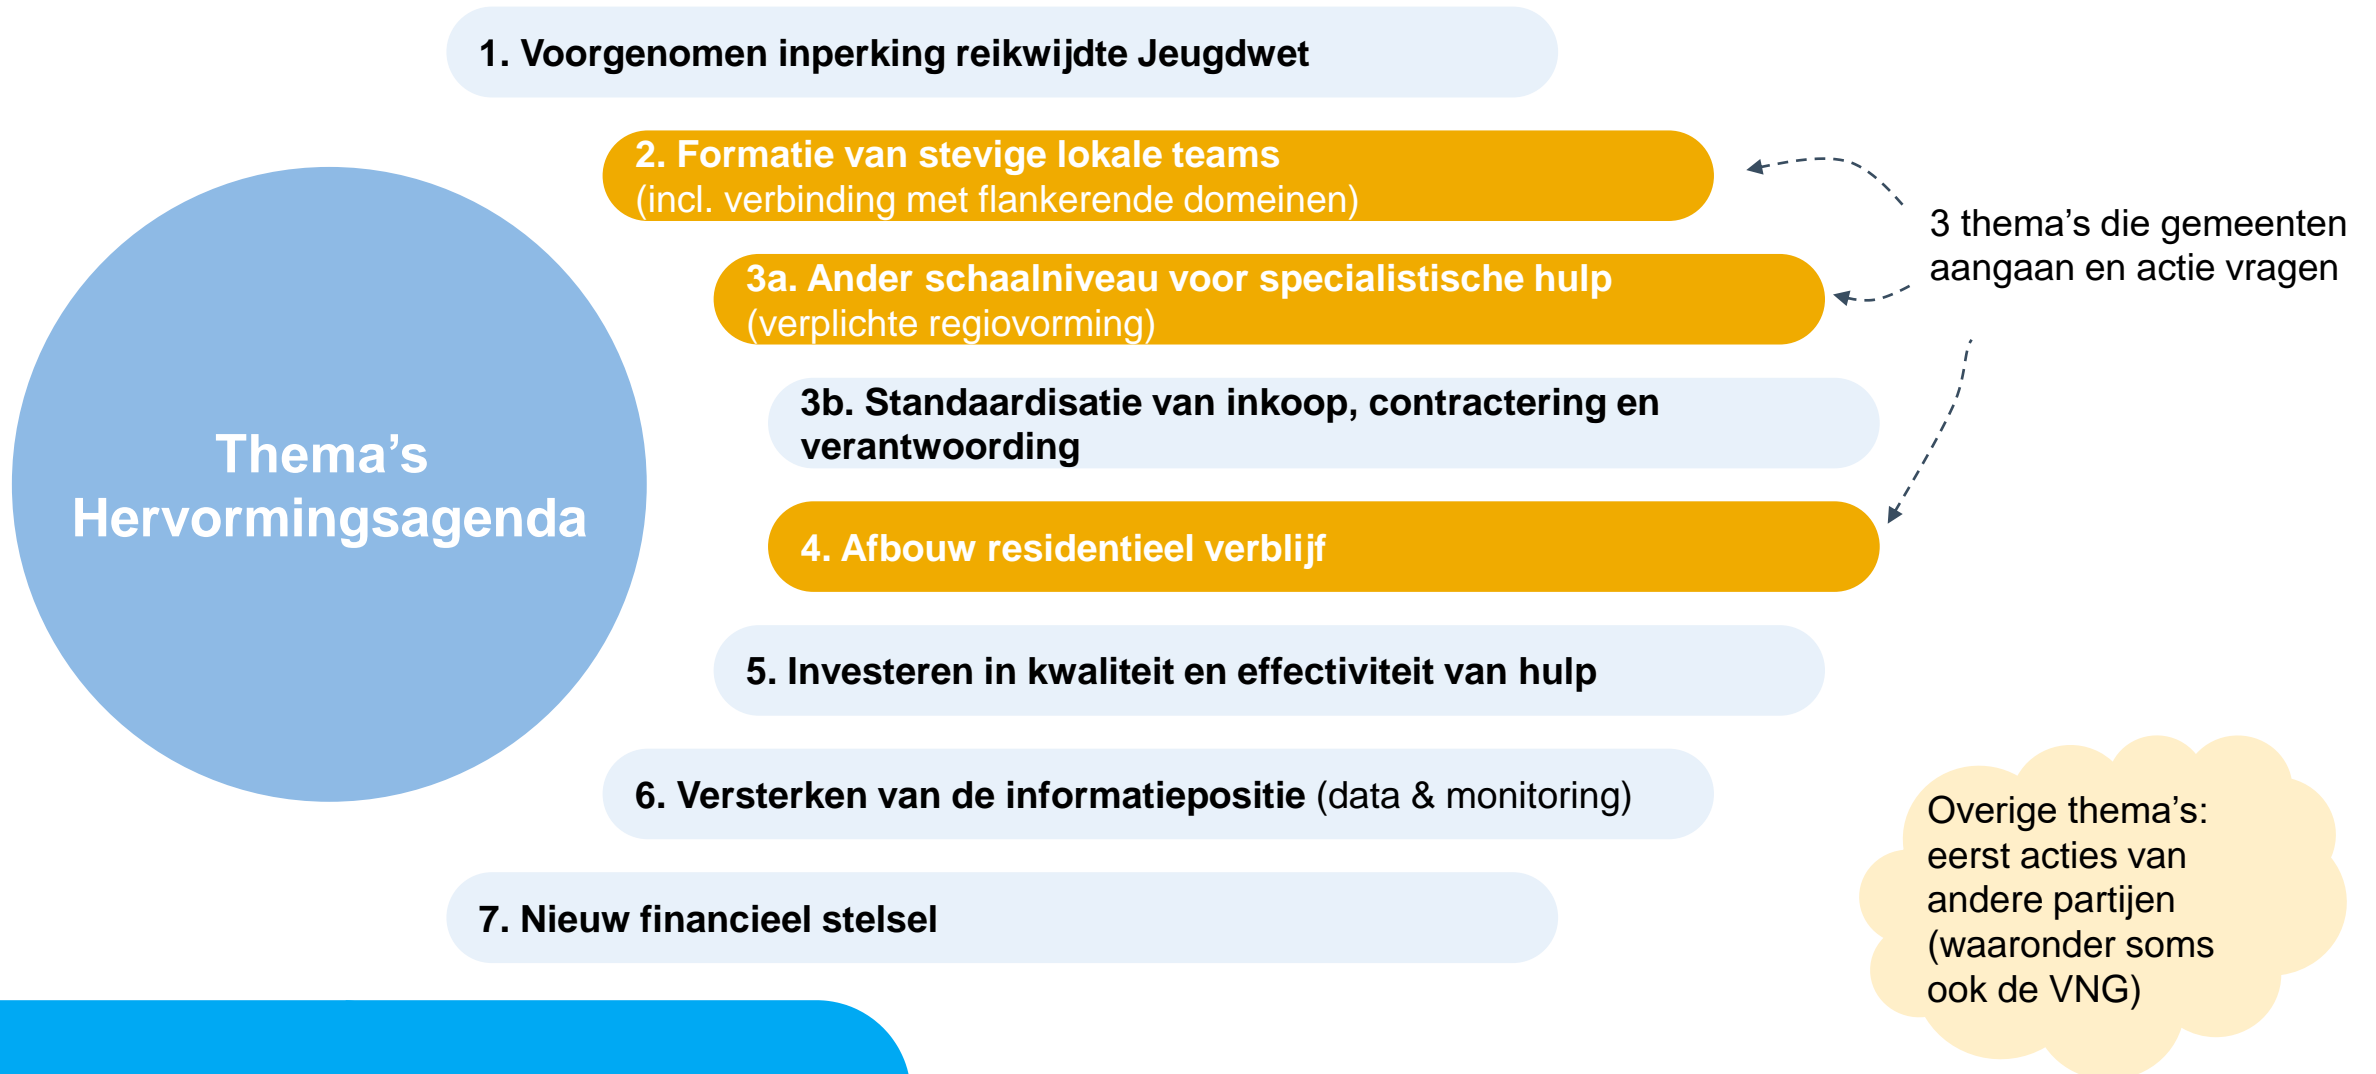 1. Voorgenomen inperking reikwijdte Jeugdwet
2. Formatie van stevige lokale teams
(incl. verbinding met flankerende domeinen)
3a. Ander schaalniveau voor specialistische hulp
(verplichte regiovorming)
3b. Standaardisatie van inkoop, contractering en
verantwoording
4. Afbouw residentieel verblijf
5. Investeren in kwaliteit en effectiviteit van hulp
6. Versterken van de informatiepositie (data & monitoring)
7. Nieuw financieel stelsel
Thema’s
Hervormingsagenda
3 thema’s die gemeenten
aangaan en actie vragen
Overige thema’s:
eerst acties van
andere partijen
(waaronder soms
ook de VNG)